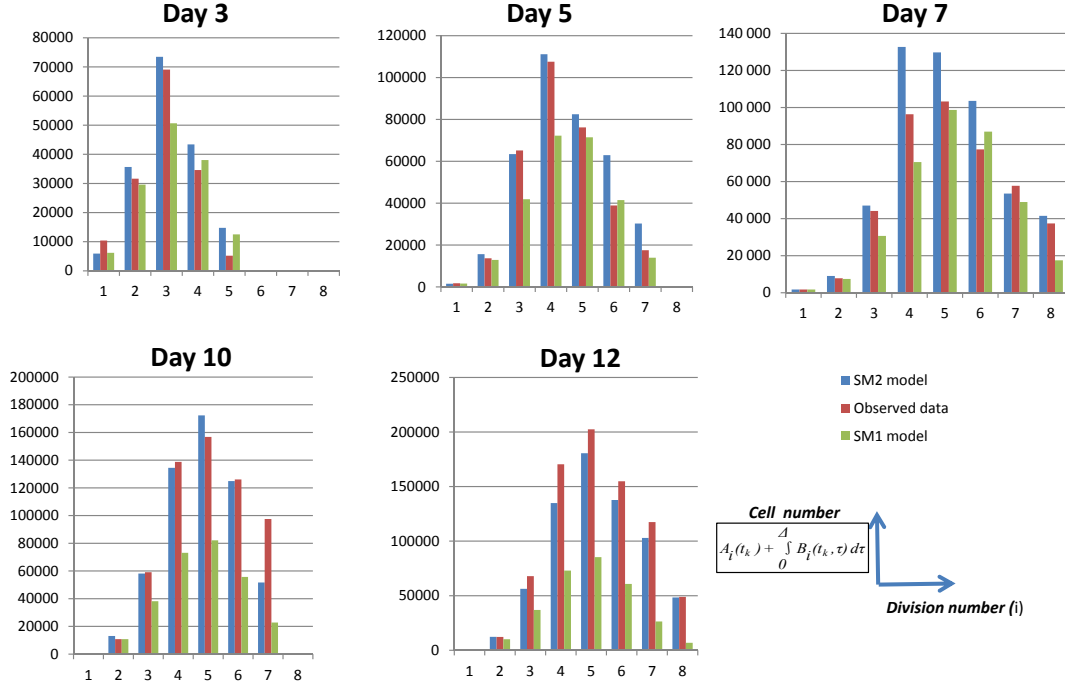 Day 3
80000
70000
60000
50000
40000
30000
20000
10000
0
1 2 3 4 5 6 7 8
Day 5
120000
100000
80000
60000
40000
20000
0
1 2 3 4 5 6 7 8
Day 7
140 000
120 000
100 000
80 000
60 000
40 000
20 000
0
1 2 3 4 5 6 7 8
Day 10
200000
180000
160000
140000
120000
100000
80000
60000
40000
20000
0
1 2 3 4 5 6 7 8
Day 12
250000
200000
150000
100000
50000
0
1 2 3 4 5 6 7 8
SM2 model
Observed data
SM1 model
Cell number
A_i(t_k) + ∫_0^Δ B_i(t_k, τ) dτ
Division number (i)